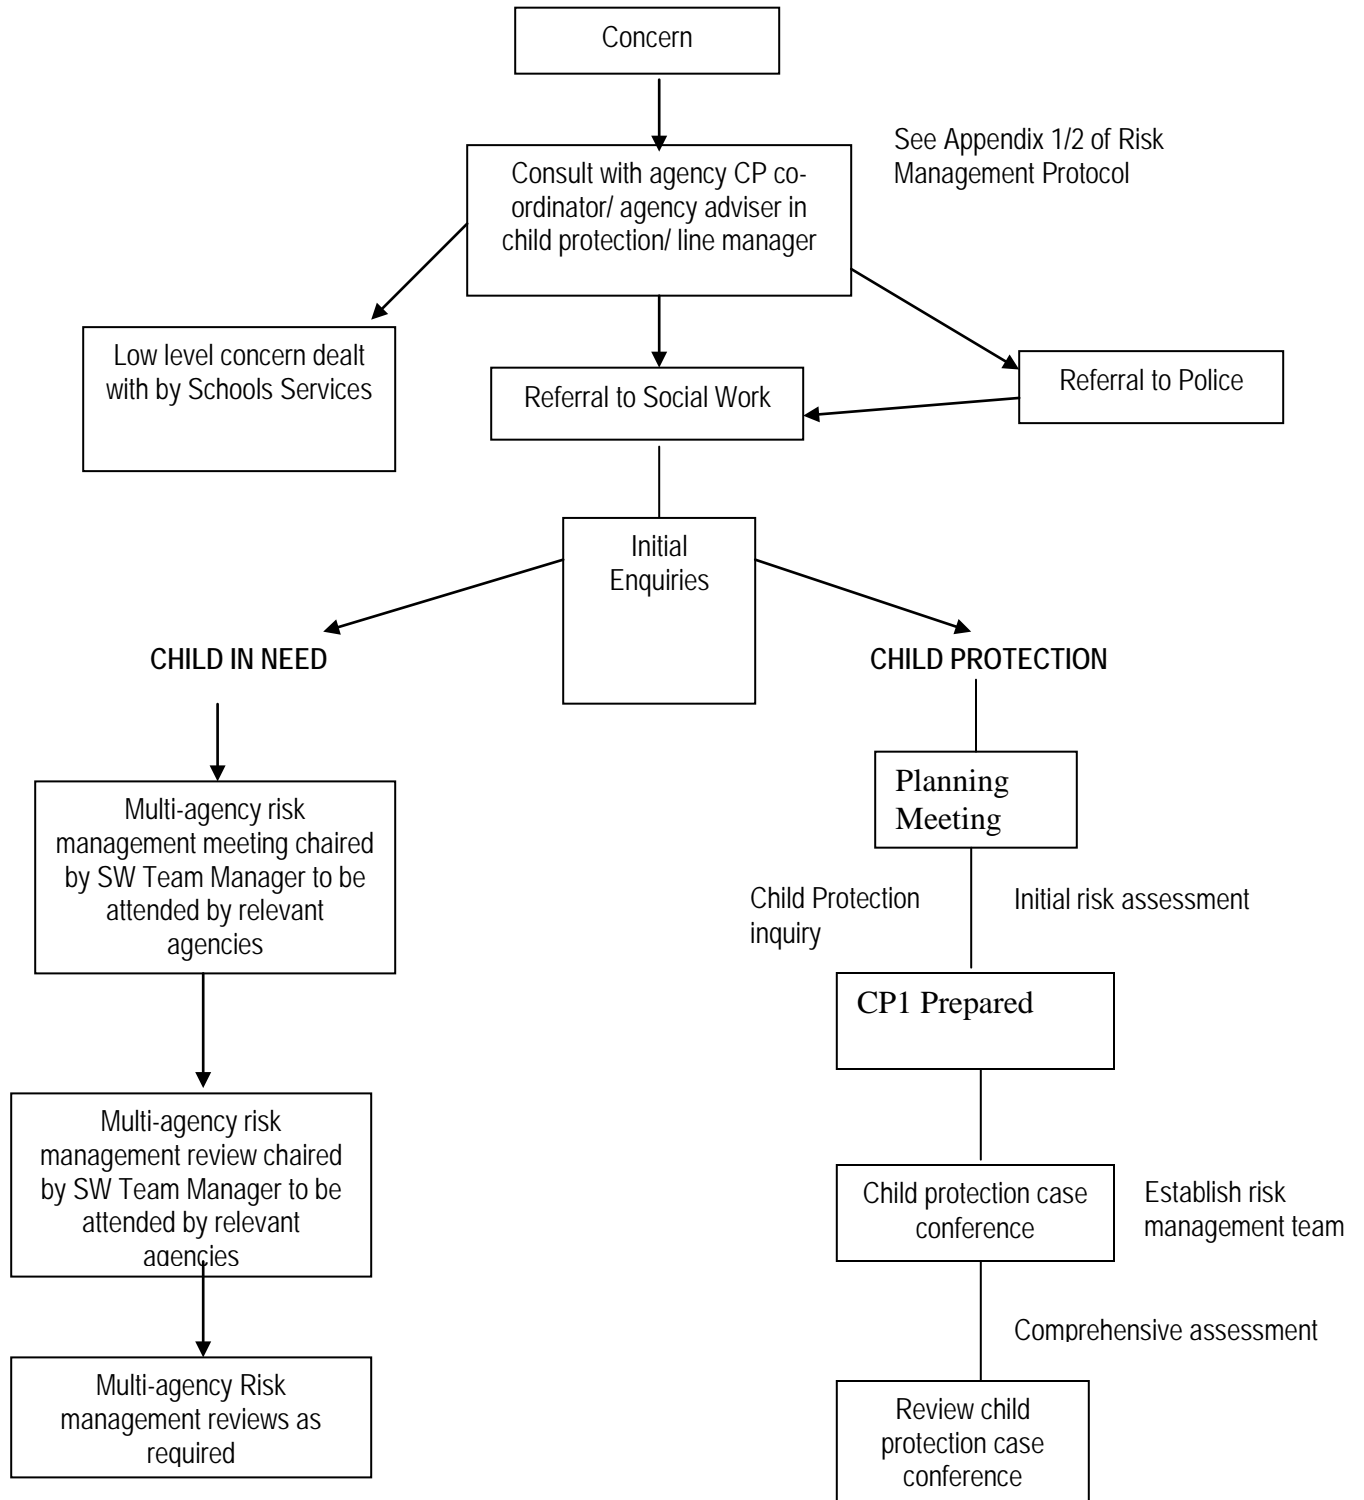 Concern
See Appendix 1/2 of Risk
Management Protocol
Consult with agency CP co-
ordinator/ agency adviser in
child protection/ line manager
Low level concern dealt
with by Schools Services
Referral to Social Work
Referral to Police
Initial
Enquiries
CHILD IN NEED
CHILD PROTECTION
Multi-agency risk
management meeting chaired
by SW Team Manager to be
attended by relevant
agencies
Planning
Meeting
Child Protection
inquiry
Initial risk assessment
CP1 Prepared
Multi-agency risk
management review chaired
by SW Team Manager to be
attended by relevant
agencies
Child protection case
conference
Establish risk
management team
Comprehensive assessment
Multi-agency Risk
management reviews as
required
Review child
protection case
conference